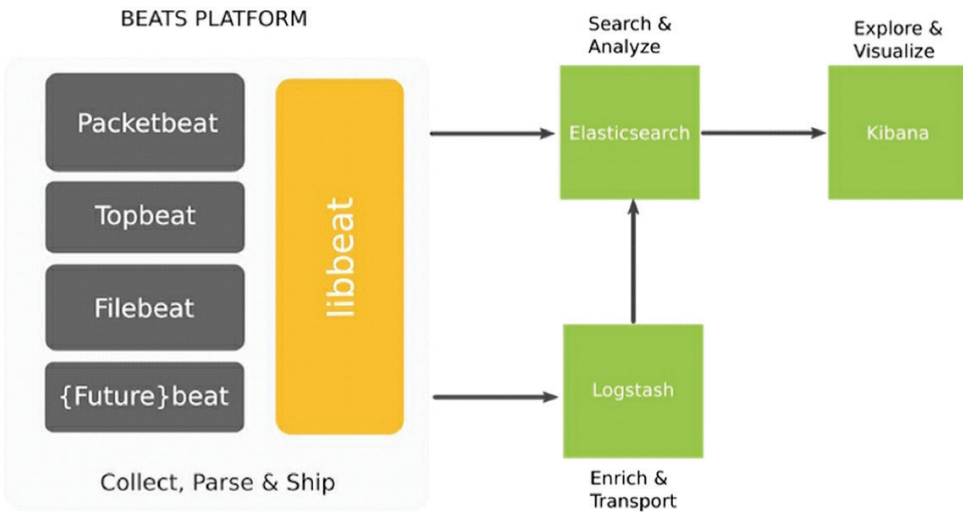 BEATS PLATFORM
Packetbeat
Topbeat
Filebeat
{Future}beat
libbeat
Collect, Parse & Ship
Search &
Analyze
Elasticsearch
Explore &
Visualize
Kibana
Logstash
Enrich &
Transport